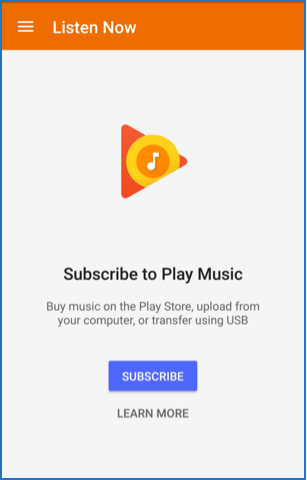 Listen Now
Subscribe to Play Music
Buy music on the Play Store, upload from
your computer, or transfer using USB
SUBSCRIBE
LEARN MORE